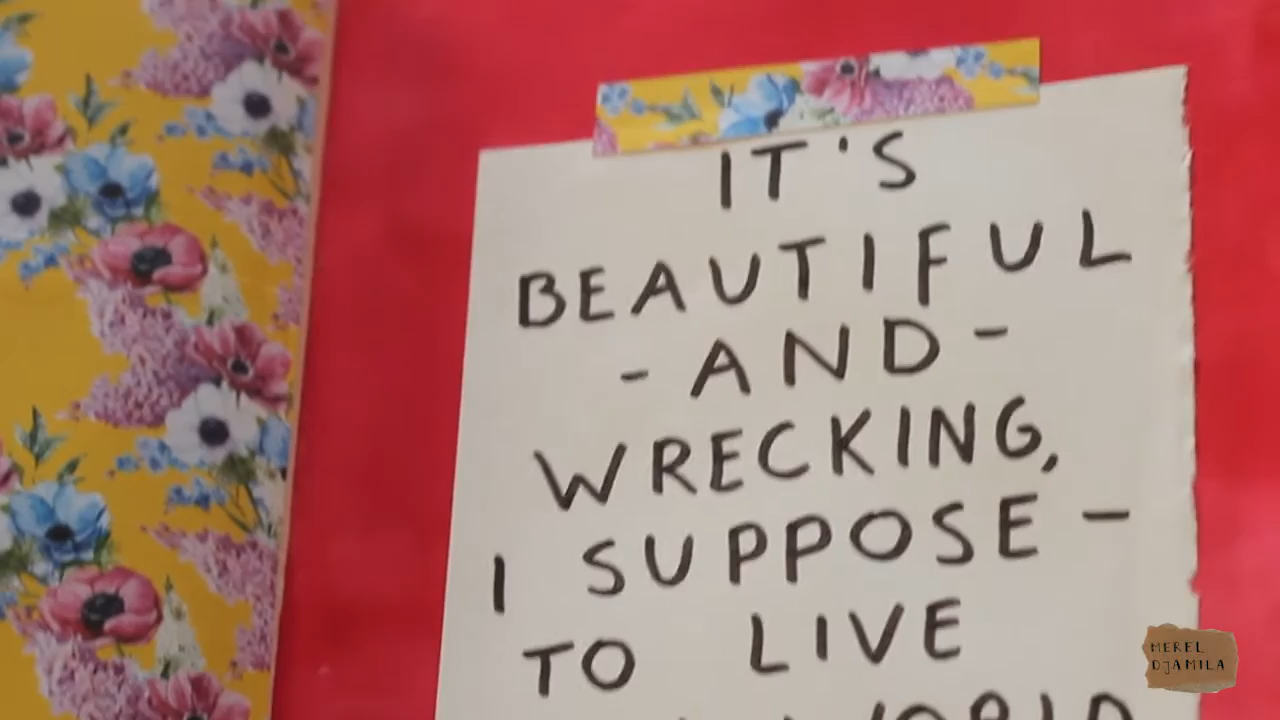 IT'S
BEAUTIFUL
- AND -
WRECKING,
I SUPPOSE -
TO LIVE
MEREL
DJAMILA